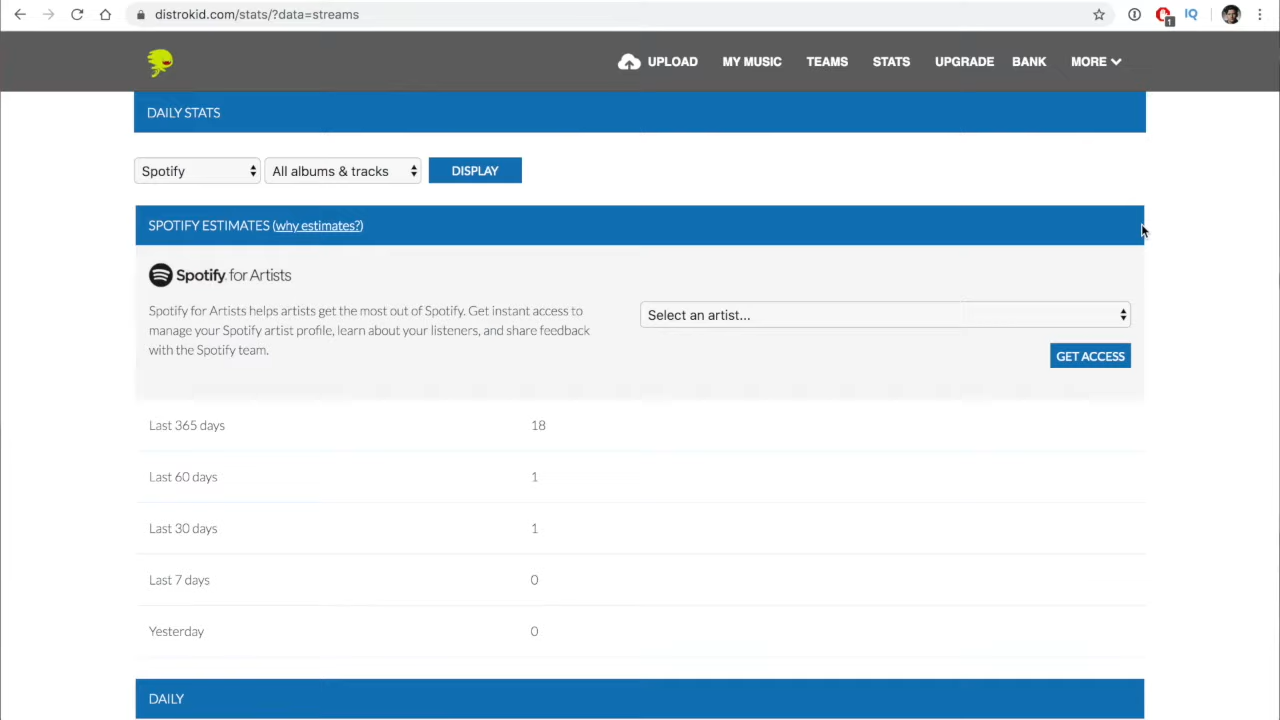 distrokid.com/stats/?data=streams
1
IQ
UPLOAD
MY MUSIC
TEAMS
STATS
UPGRADE
BANK
MORE
DAILY STATS
Spotify
All albums & tracks
DISPLAY
SPOTIFY ESTIMATES (why estimates?)
Spotify for Artists
Spotify for Artists helps artists get the most out of Spotify. Get instant access to
manage your Spotify artist profile, learn about your listeners, and share feedback
with the Spotify team.
Select an artist...
GET ACCESS
Last 365 days 18
Last 60 days 1
Last 30 days 1
Last 7 days 0
Yesterday 0
DAILY